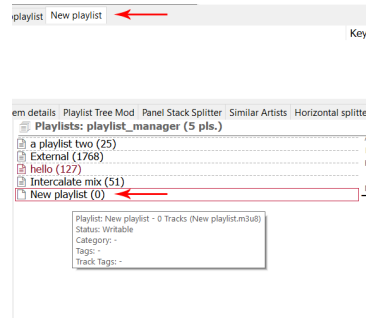 playlist New playlist
Key
em details Playlist Tree Mod Panel Stack Splitter Similar Artists Horizontal splitte
Playlists: playlist_manager (5 pls.)
a playlist two (25)
External (1768)
hello (127)
Intercalate mix (51)
New playlist (0)
Playlist: New playlist - 0 Tracks (New playlist.m3u8)
Status: Writable
Category: -
Tags: -
Track Tags: -